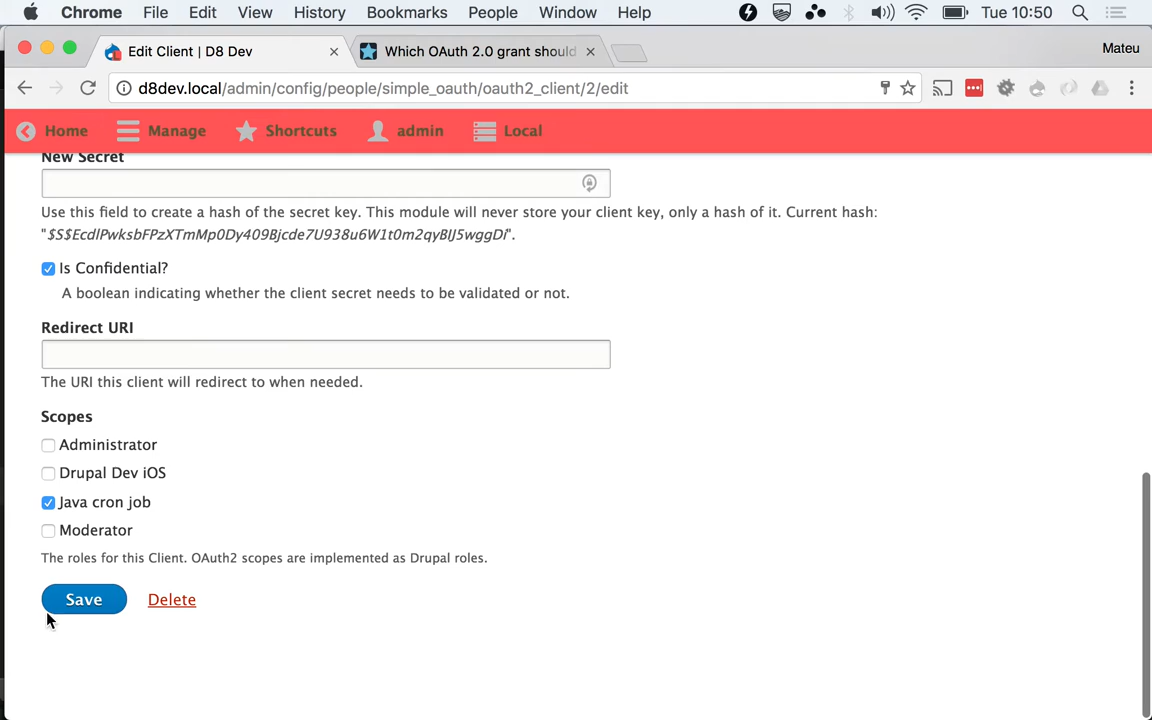 Chrome File Edit View History Bookmarks People Window Help Tue 10:50
Edit Client | D8 Dev Which OAuth 2.0 grant should Mateu
d8dev.local/admin/config/people/simple_oauth/oauth2_client/2/edit
Home Manage Shortcuts admin Local
New Secret
Use this field to create a hash of the secret key. This module will never store your client key, only a hash of it. Current hash:
"$S$EcdlPwksbFPzXTmMp0Dy409Bjcde7U938u6W1t0m2qyBIJ5wggDi".
Is Confidential?
A boolean indicating whether the client secret needs to be validated or not.
Redirect URI
The URI this client will redirect to when needed.
Scopes
Administrator
Drupal Dev iOS
Java cron job
Moderator
The roles for this Client. OAuth2 scopes are implemented as Drupal roles.
Save Delete